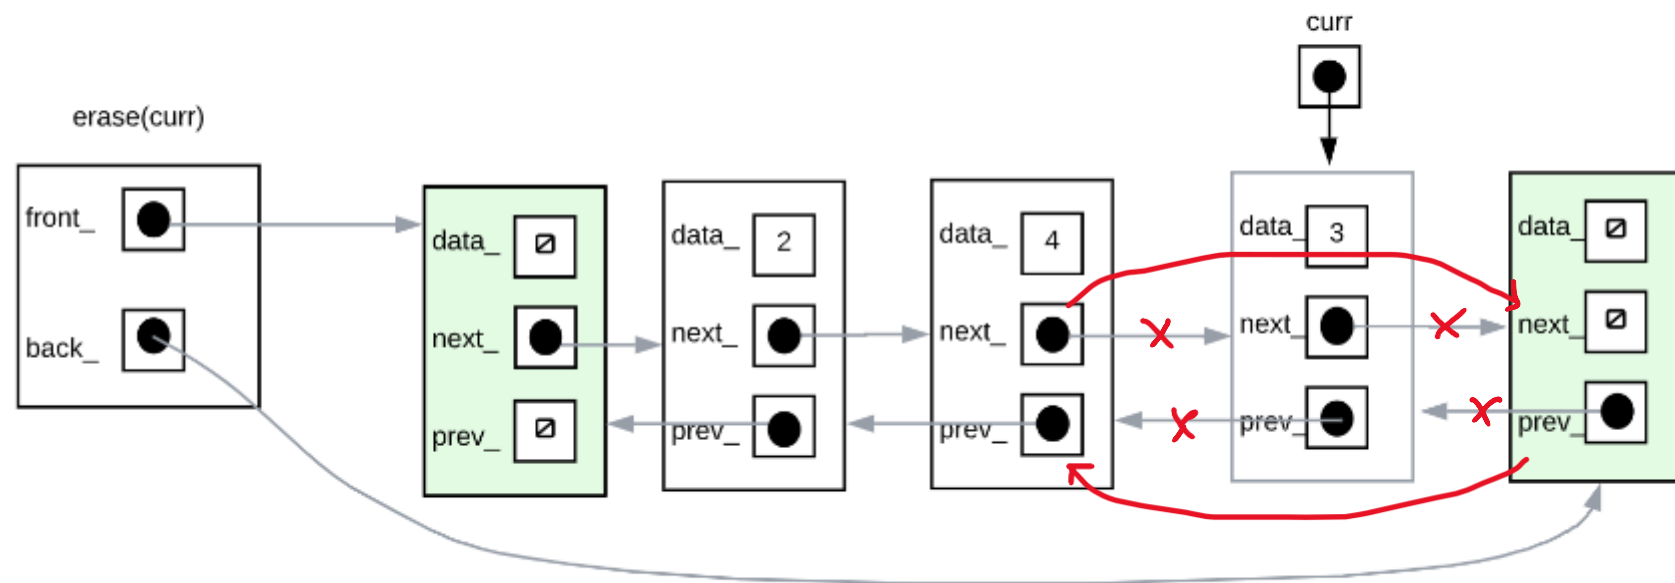 curr
erase(curr)
front_
back_
data_
next_
prev_
data_ 2
next_
prev_
data_ 4
next_
prev_
data_ 3
next_
prev_
data_
next_
prev_